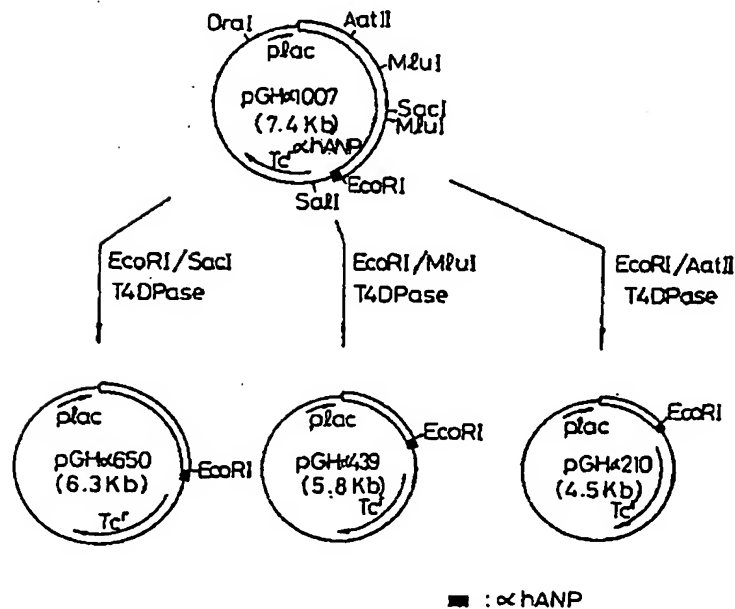 DraI
AatII
plac
MluI
pGHα1007
(7.4Kb)
SacI
MluI
αhANP
Tcʳ
EcoRI
SalI
EcoRI/SacI
T4DPase
EcoRI/MluI
T4DPase
EcoRI/AatII
T4DPase
plac
pGHα650
(6.3Kb)
EcoRI
Tcʳ
plac
EcoRI
pGHα439
(5.8Kb)
Tcʳ
plac
EcoRI
pGHα210
(4.5Kb)
Tcʳ
■ : αhANP